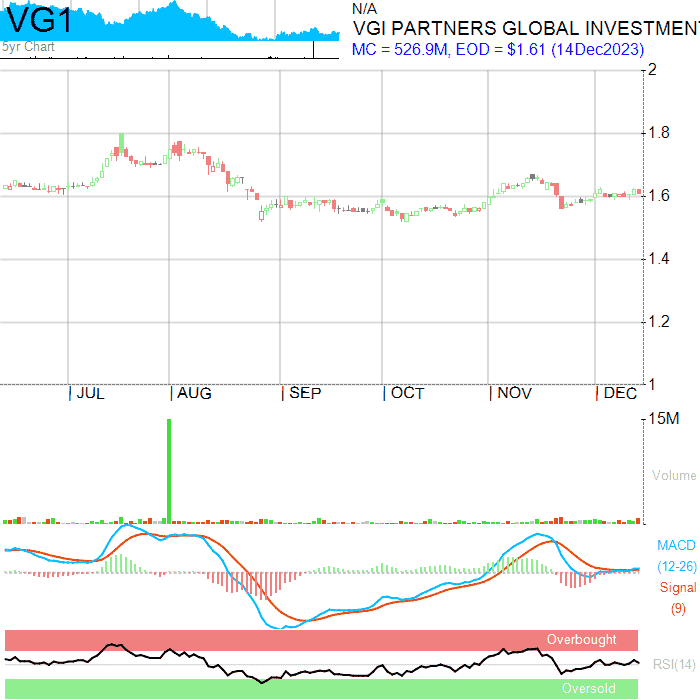 VG1
5yr Chart
N/A
VGI PARTNERS GLOBAL INVESTMEN
MC = 526.9M, EOD = $1.61 (14Dec2023)
2
1.8
1.6
1.4
1.2
1
JUL AUG SEP OCT NOV DEC
15M
Volume
MACD
(12-26)
Signal
(9)
Overbought
RSI(14)
Oversold